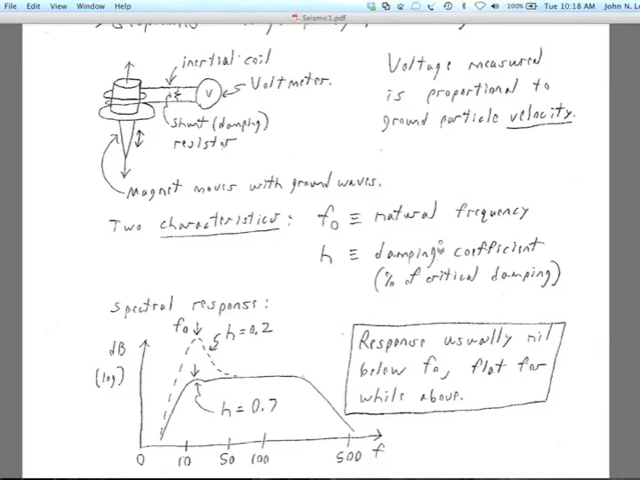 File Edit View Window Help
100% Tue 10:18 AM John N. Lo
Seismic1.pdf
inertial coil
V
Voltmeter.
shunt (damping)
resistor
Magnet moves with ground waves.
Voltage measured
is proportional to
ground particle velocity.
Two characteristics: f₀ ≡ natural frequency
h ≡ damping coefficient
(% of critical damping)
Spectral response:
f₀
h=0.2
dB
(log)
h=0.7
0 10 50 100 500 f
Response usually nil
below f₀, flat for
while above.